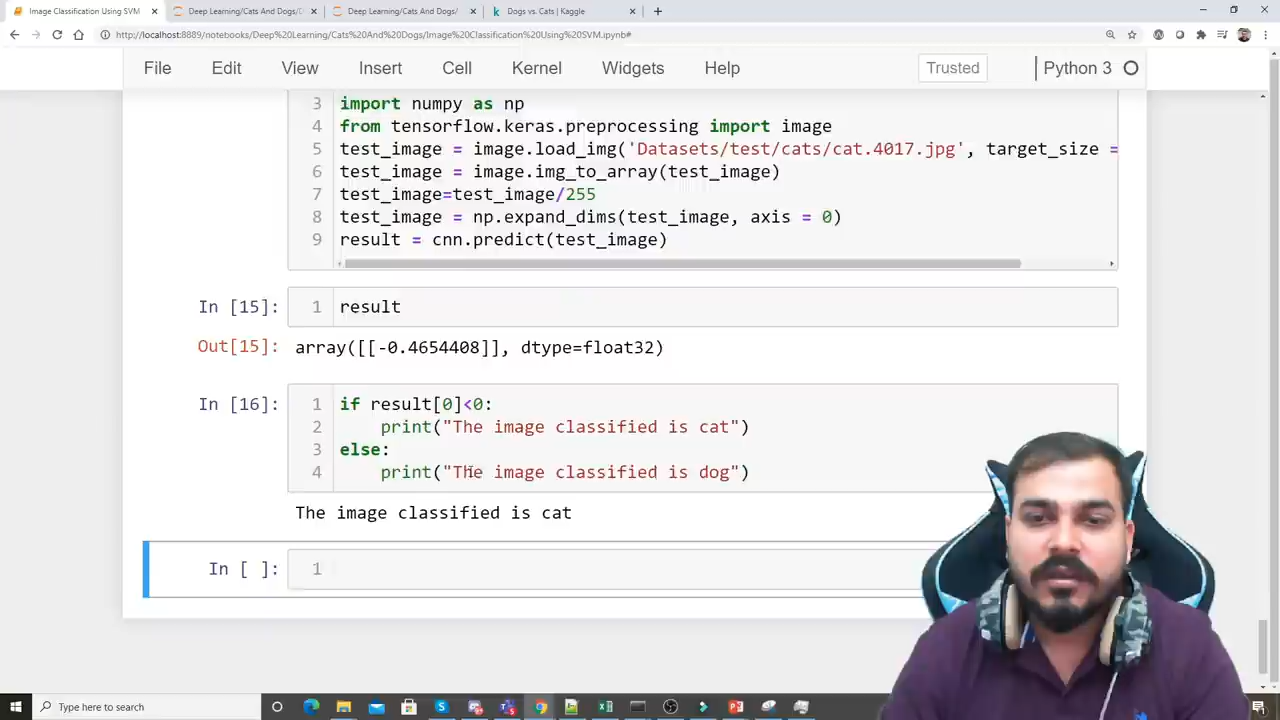 Image Classification Using SVM
Deep Learning/Cats And Dogs/
Deep Learning/Cats And Dogs/
Dogs vs. Cats | Kaggle
http://localhost:8889/notebooks/Deep%20Learning/Cats%20And%20Dogs/Image%20Classification%20Using%20SVM.ipynb#
File Edit View Insert Cell Kernel Widgets Help Trusted Python 3
3 import numpy as np
4 from tensorflow.keras.preprocessing import image
5 test_image = image.load_img('Datasets/test/cats/cat.4017.jpg', target_size =
6 test_image = image.img_to_array(test_image)
7 test_image=test_image/255
8 test_image = np.expand_dims(test_image, axis = 0)
9 result = cnn.predict(test_image)
In [15]: 1 result
Out[15]: array([[-0.4654408]], dtype=float32)
In [16]: 1 if result[0]<0:
2 print("The image classified is cat")
3 else:
4 print("The image classified is dog")
The image classified is cat
In [ ]: 1
Type here to search